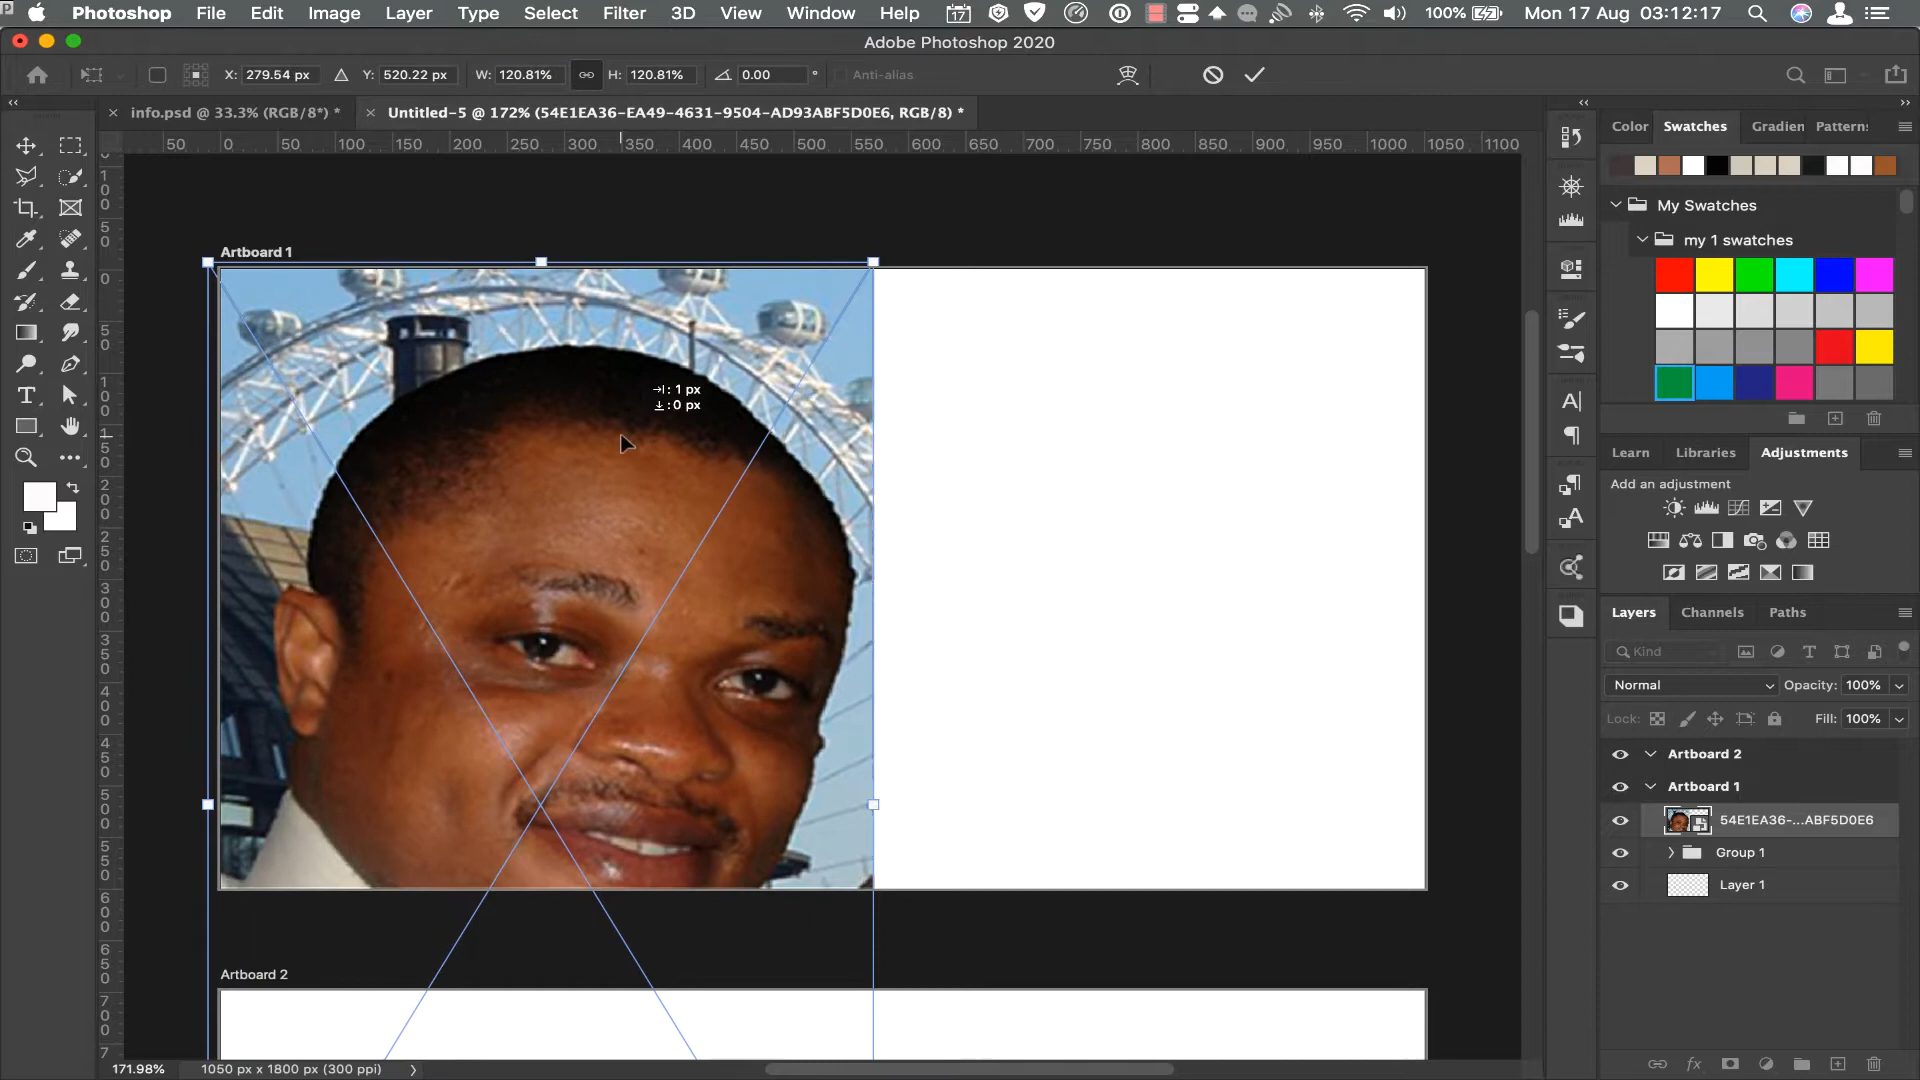 Photoshop File Edit Image Layer Type Select Filter 3D View Window Help 17 100% Mon 17 Aug 03:12:17
Adobe Photoshop 2020
X: 279.54 px Y: 520.22 px W: 120.81% H: 120.81% 0.00 ° Anti-alias
info.psd @ 33.3% (RGB/8*) * Untitled-5 @ 172% (54E1EA36-EA49-4631-9504-AD93ABF5D0E6, RGB/8) *
50 0 50 100 150 200 250 300 350 400 450 500 550 600 650 700 750 800 850 900 950 1000 1050 1100
Color Swatches Gradien Pattern
My Swatches
my 1 swatches
Artboard 1
: 1 px
: 0 px
Learn Libraries Adjustments
Add an adjustment
Layers Channels Paths
Kind
Normal Opacity: 100%
Lock: Fill: 100%
Artboard 2
Artboard 1
54E1EA36-...ABF5D0E6
Group 1
Layer 1
Artboard 2
171.98% 1050 px x 1800 px (300 ppi)